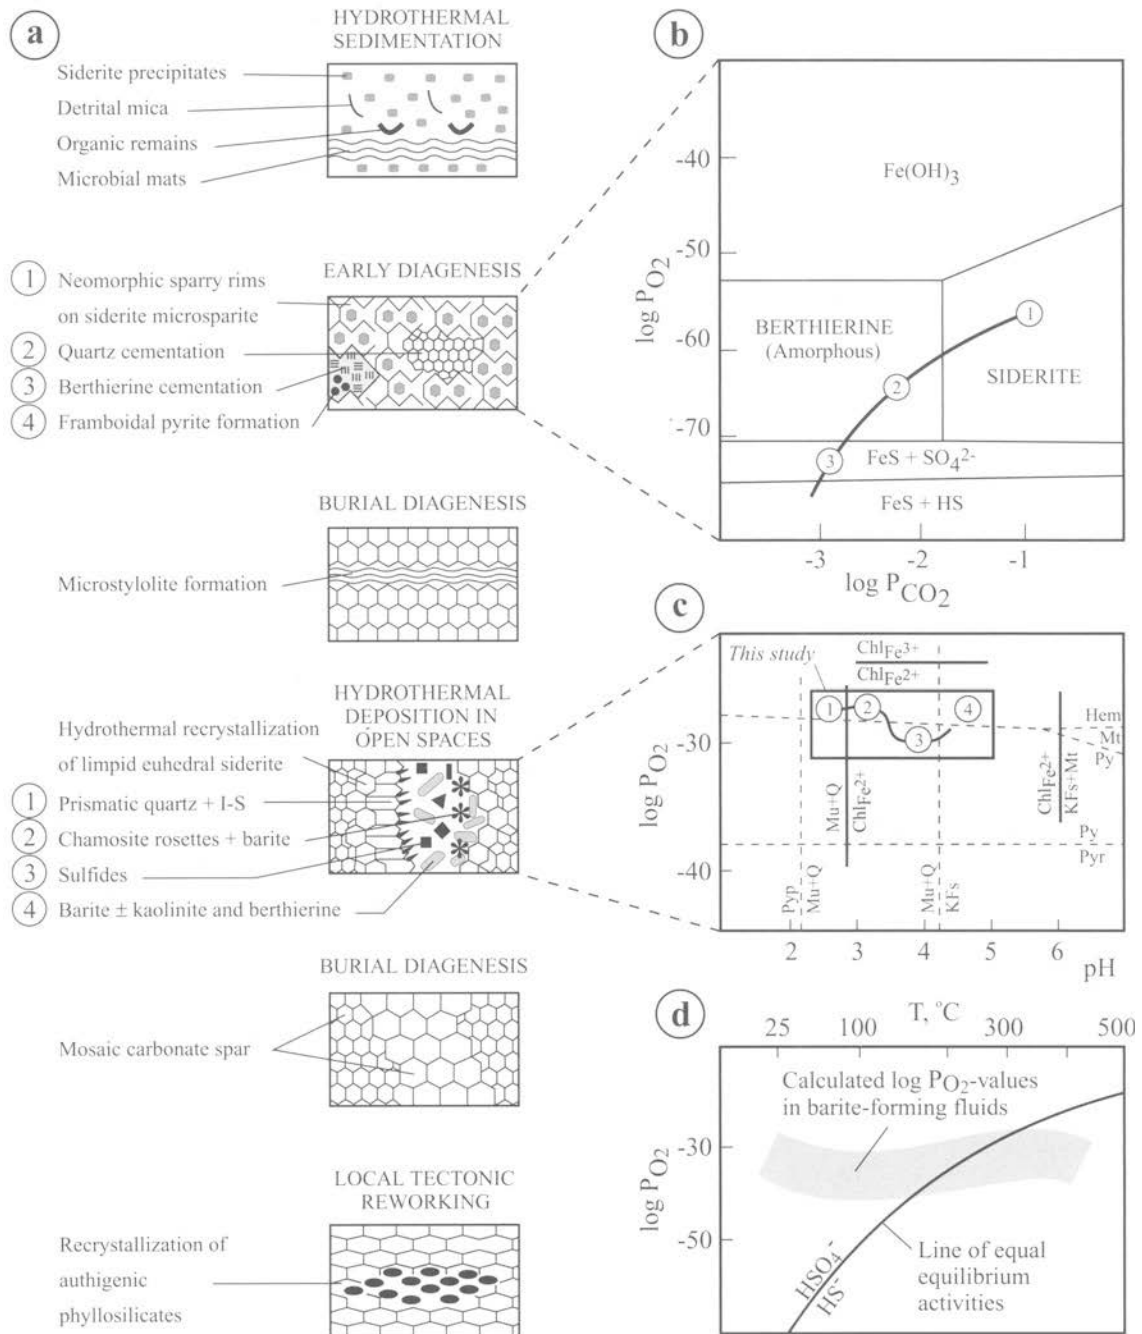 a
HYDROTHERMAL
SEDIMENTATION
Siderite precipitates
Detrital mica
Organic remains
Microbial mats
EARLY DIAGENESIS
1 Neomorphic sparry rims
on siderite microsparite
2 Quartz cementation
3 Berthierine cementation
4 Framboidal pyrite formation
BURIAL DIAGENESIS
Microstylolite formation
HYDROTHERMAL
DEPOSITION IN
OPEN SPACES
Hydrothermal recrystallization
of limpid euhedral siderite
1 Prismatic quartz + I-S
2 Chamosite rosettes + barite
3 Sulfides
4 Barite ± kaolinite and berthierine
BURIAL DIAGENESIS
Mosaic carbonate spar
LOCAL TECTONIC
REWORKING
Recrystallization of
authigenic
phyllosilicates
b
log PO2
-40
-50
-60
-70
Fe(OH)3
BERTHIERINE
(Amorphous)
SIDERITE
1
2
3
FeS + SO4 2-
FeS + HS
-3 -2 -1
log PCO2
c
This study
ChlFe3+
ChlFe2+
1 2 3 4
Hem
Mt
Py
log PO2
-30
-40
Mu+Q
ChlFe2+
ChlFe2+
KFs+Mt
Py
Pyr
Pyp
Mu+Q
Mu+Q
KFs
2 3 4 5 6
pH
d
T, °C
25 100 300 500
Calculated log PO2-values
in barite-forming fluids
log PO2
-30
-50
HSO4-
HS-
Line of equal
equilibrium
activities